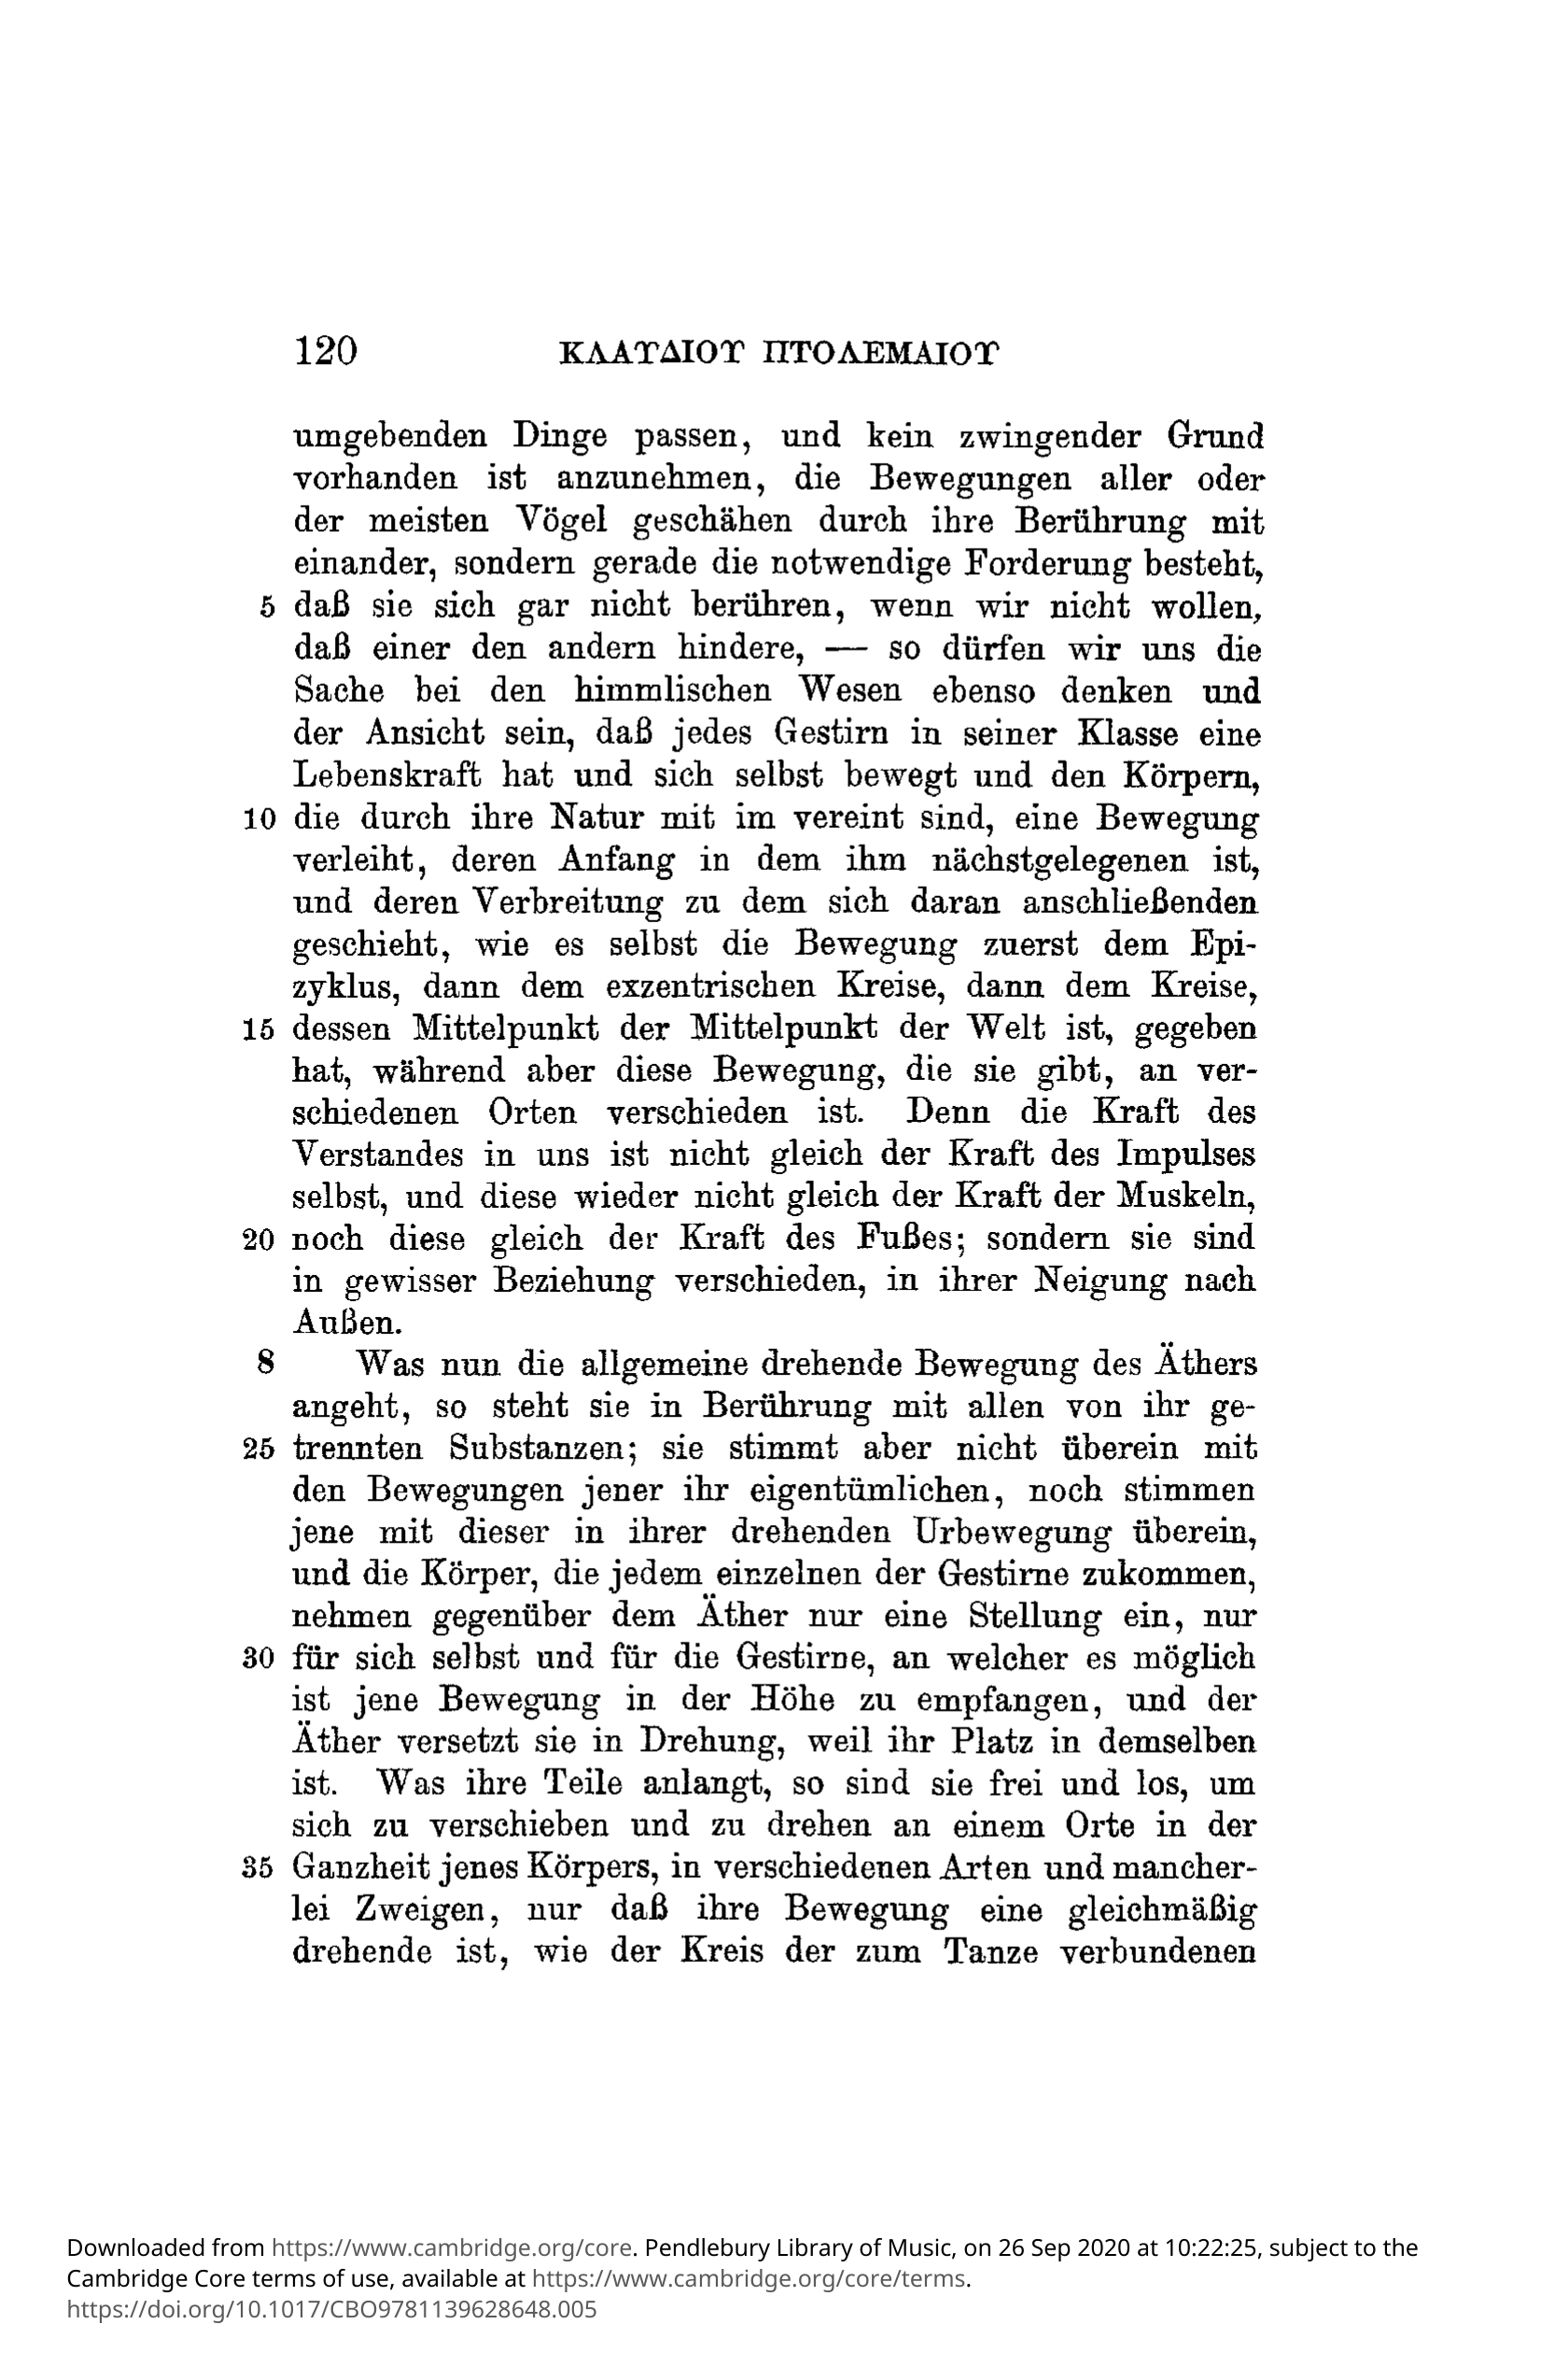 120 ΚΛΑΥΔΙΟΥ ΠΤΟΛΕΜΑΙΟΥ
umgebenden Dinge passen, und kein zwingender Grund
vorhanden ist anzunehmen, die Bewegungen aller oder
der meisten Vögel geschähen durch ihre Berührung mit
einander, sondern gerade die notwendige Forderung besteht,
5 daß sie sich gar nicht berühren, wenn wir nicht wollen,
daß einer den andern hindere, — so dürfen wir uns die
Sache bei den himmlischen Wesen ebenso denken und
der Ansicht sein, daß jedes Gestirn in seiner Klasse eine
Lebenskraft hat und sich selbst bewegt und den Körpern,
10 die durch ihre Natur mit im vereint sind, eine Bewegung
verleiht, deren Anfang in dem ihm nächstgelegenen ist,
und deren Verbreitung zu dem sich daran anschließenden
geschieht, wie es selbst die Bewegung zuerst dem Epi-
zyklus, dann dem exzentrischen Kreise, dann dem Kreise,
15 dessen Mittelpunkt der Mittelpunkt der Welt ist, gegeben
hat, während aber diese Bewegung, die sie gibt, an ver-
schiedenen Orten verschieden ist. Denn die Kraft des
Verstandes in uns ist nicht gleich der Kraft des Impulses
selbst, und diese wieder nicht gleich der Kraft der Muskeln,
20 noch diese gleich der Kraft des Fußes; sondern sie sind
in gewisser Beziehung verschieden, in ihrer Neigung nach
Außen.
8 Was nun die allgemeine drehende Bewegung des Äthers
angeht, so steht sie in Berührung mit allen von ihr ge-
25 trennten Substanzen; sie stimmt aber nicht überein mit
den Bewegungen jener ihr eigentümlichen, noch stimmen
jene mit dieser in ihrer drehenden Urbewegung überein,
und die Körper, die jedem einzelnen der Gestirne zukommen,
nehmen gegenüber dem Äther nur eine Stellung ein, nur
30 für sich selbst und für die Gestirne, an welcher es möglich
ist jene Bewegung in der Höhe zu empfangen, und der
Äther versetzt sie in Drehung, weil ihr Platz in demselben
ist. Was ihre Teile anlangt, so sind sie frei und los, um
sich zu verschieben und zu drehen an einem Orte in der
35 Ganzheit jenes Körpers, in verschiedenen Arten und mancher-
lei Zweigen, nur daß ihre Bewegung eine gleichmäßig
drehende ist, wie der Kreis der zum Tanze verbundenen
Downloaded from https://www.cambridge.org/core. Pendlebury Library of Music, on 26 Sep 2020 at 10:22:25, subject to the
Cambridge Core terms of use, available at https://www.cambridge.org/core/terms.
https://doi.org/10.1017/CBO9781139628648.005